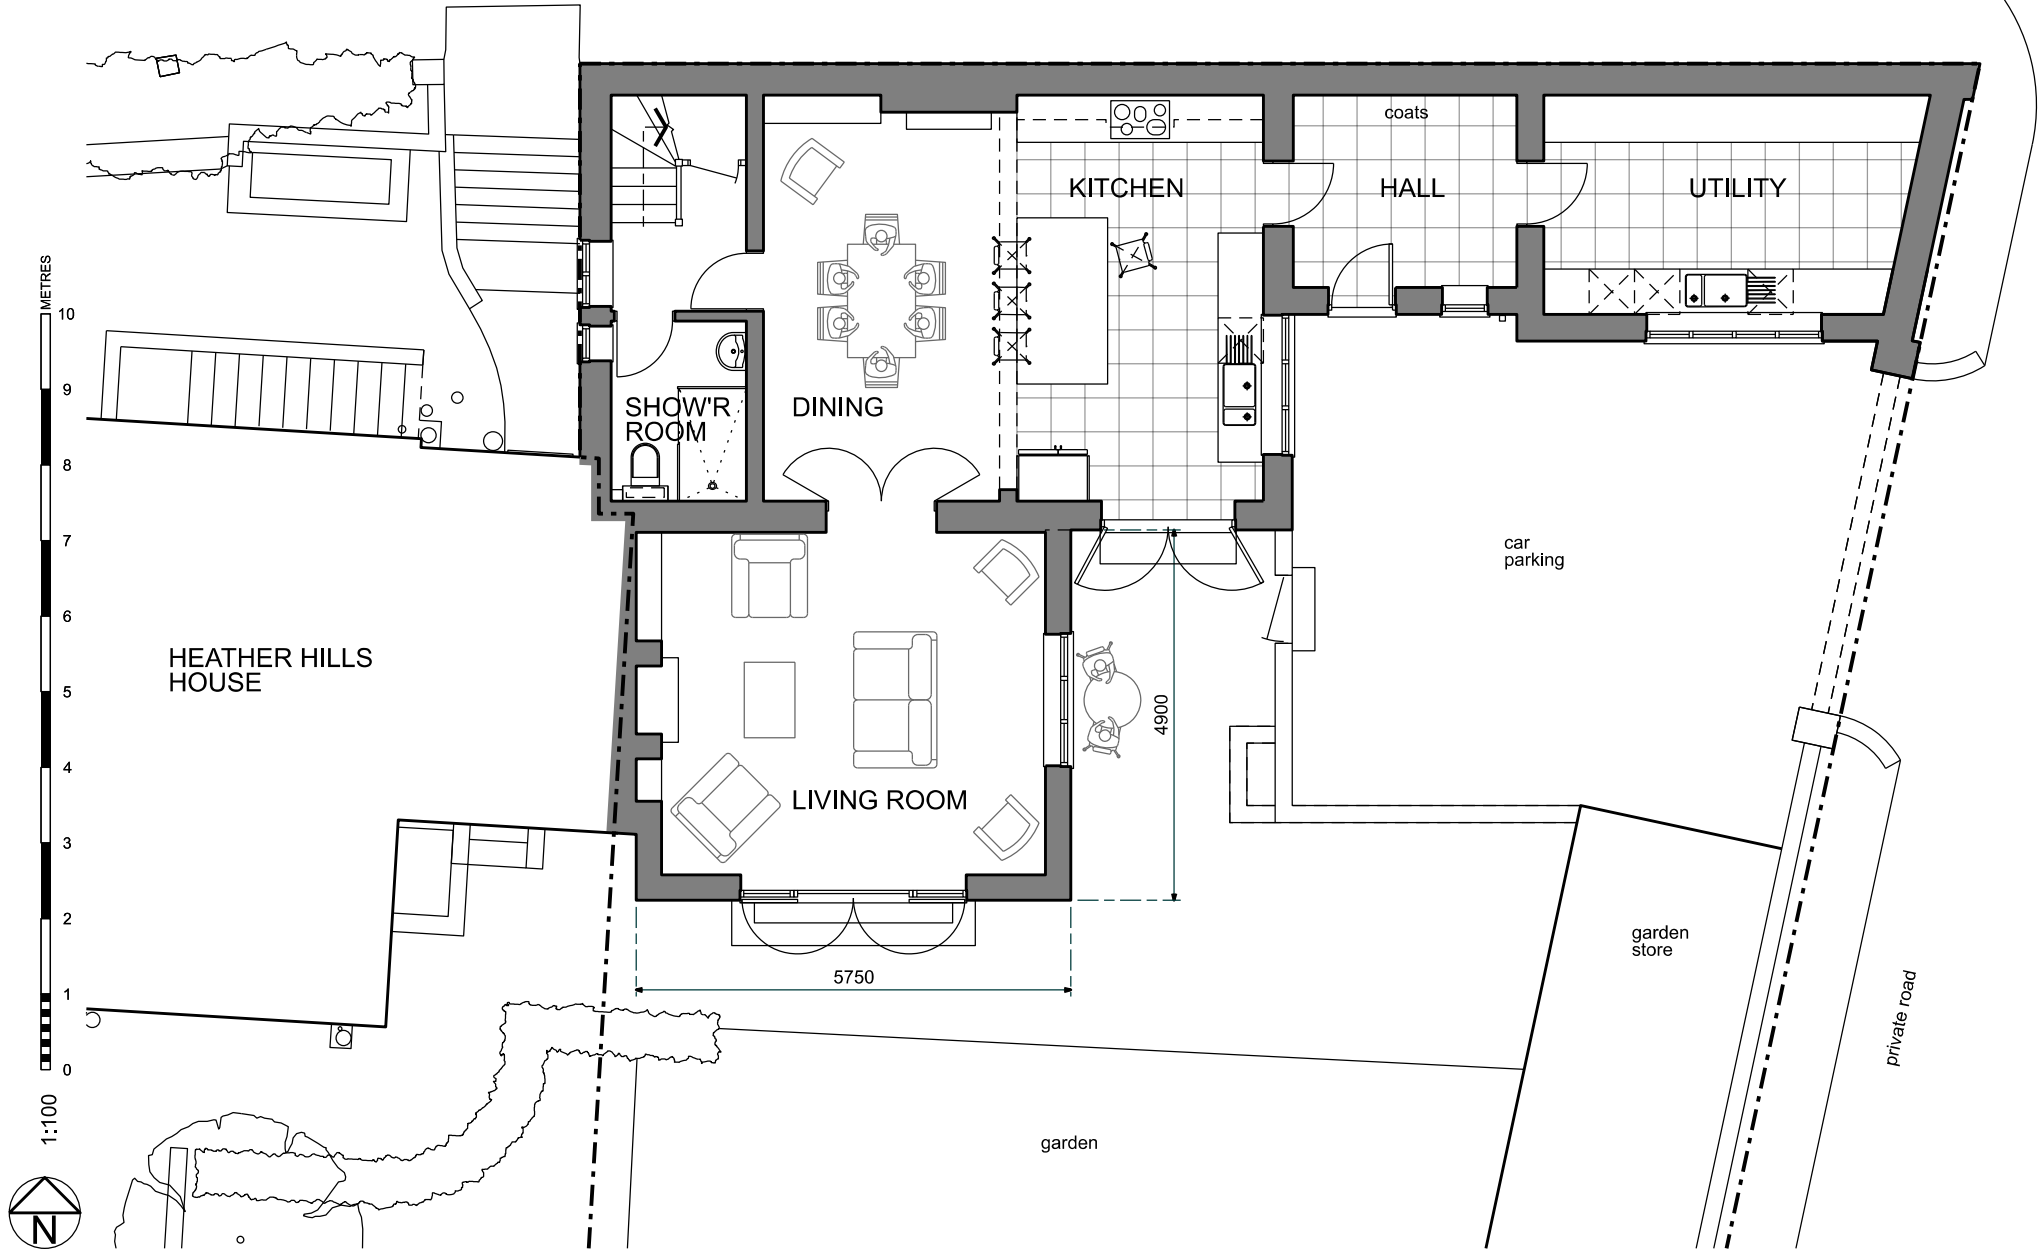 coats
KITCHEN
HALL
UTILITY
METRES
10
9
8
7
6
5
4
3
2
1
0
SHOW'R
ROOM
DINING
car
parking
HEATHER HILLS
HOUSE
4900
LIVING ROOM
garden
store
5750
private road
1:100
garden
N